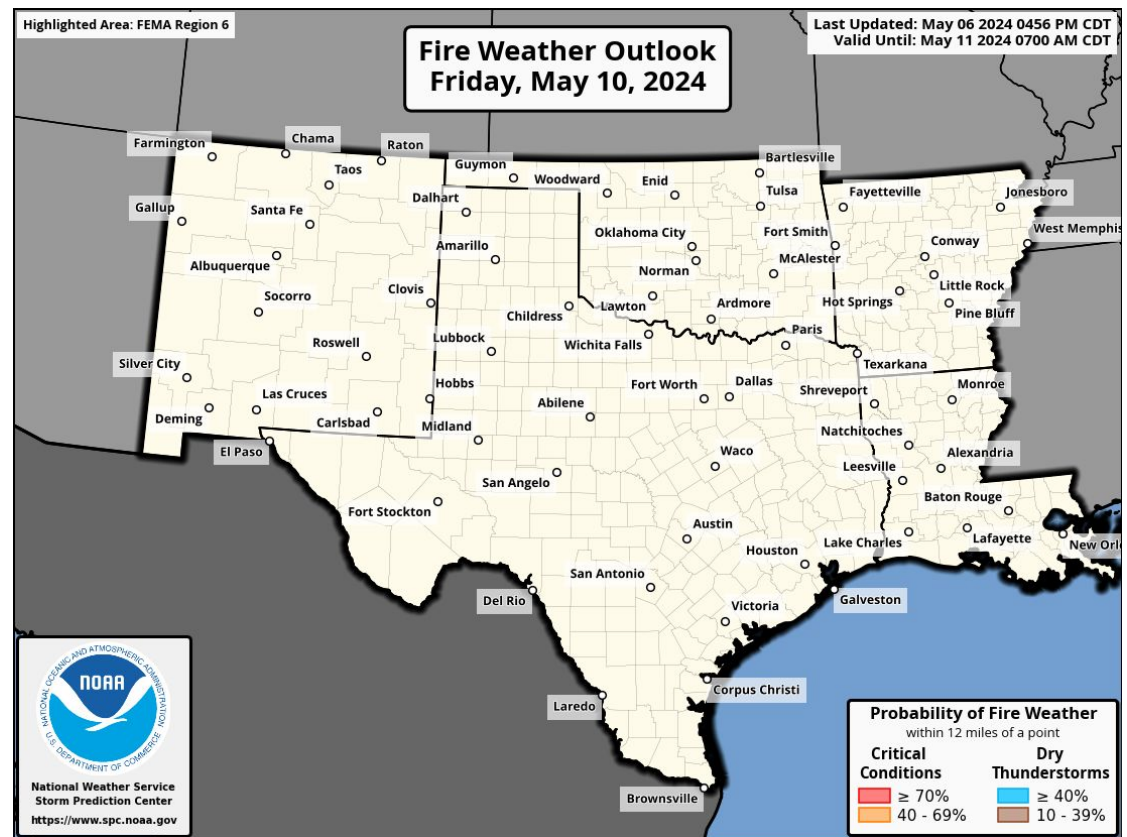 Highlighted Area: FEMA Region 6
Fire Weather Outlook
Friday, May 10, 2024
Last Updated: May 06 2024 0456 PM CDT
Valid Until: May 11 2024 0700 AM CDT
Farmington
Chama
Raton
Taos
Guymon
Woodward
Enid
Bartlesville
Tulsa
Fayetteville
Jonesboro
Gallup
Santa Fe
Dalhart
Oklahoma City
Fort Smith
West Memphis
Albuquerque
Amarillo
Norman
McAlester
Conway
Socorro
Clovis
Childress
Lawton
Ardmore
Hot Springs
Little Rock
Pine Bluff
Roswell
Lubbock
Wichita Falls
Paris
Texarkana
Silver City
Las Cruces
Hobbs
Fort Worth
Dallas
Shreveport
Monroe
Deming
Carlsbad
Midland
Abilene
Natchitoches
El Paso
San Angelo
Waco
Leesville
Alexandria
Fort Stockton
Austin
Baton Rouge
Houston
Lake Charles
Lafayette
New Orl
San Antonio
Del Rio
Victoria
Galveston
Laredo
Corpus Christi
Brownsville
NATIONAL OCEANIC AND ATMOSPHERIC ADMINISTRATION
NOAA
U.S. DEPARTMENT OF COMMERCE
National Weather Service
Storm Prediction Center
https://www.spc.noaa.gov
Probability of Fire Weather
within 12 miles of a point
Critical
Conditions
≥ 70%
40 - 69%
Dry
Thunderstorms
≥ 40%
10 - 39%